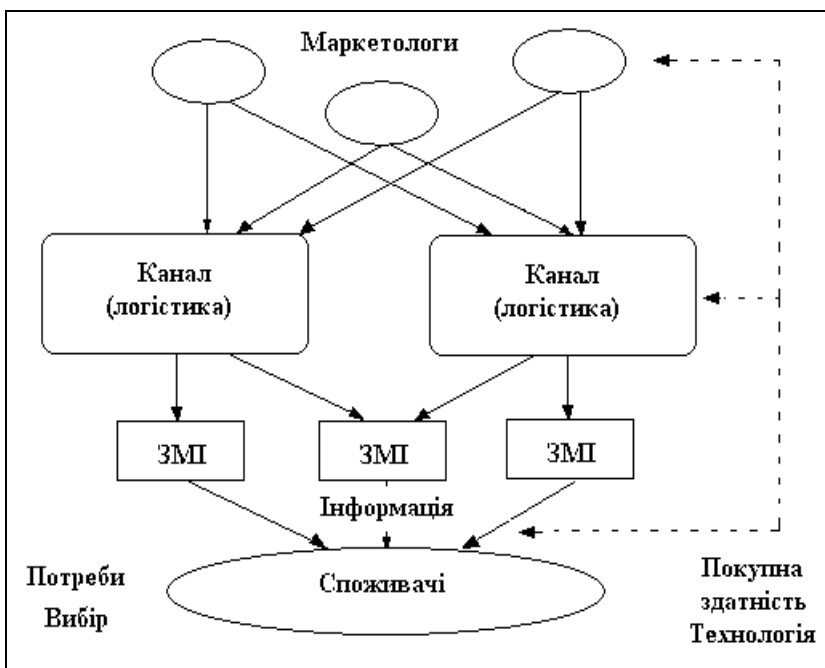 Маркетологи
Канал
(логістика)
Канал
(логістика)
ЗМІ
ЗМІ
ЗМІ
Інформація
Споживачі
Потреби
Вибір
Покупна
здатність
Технологія